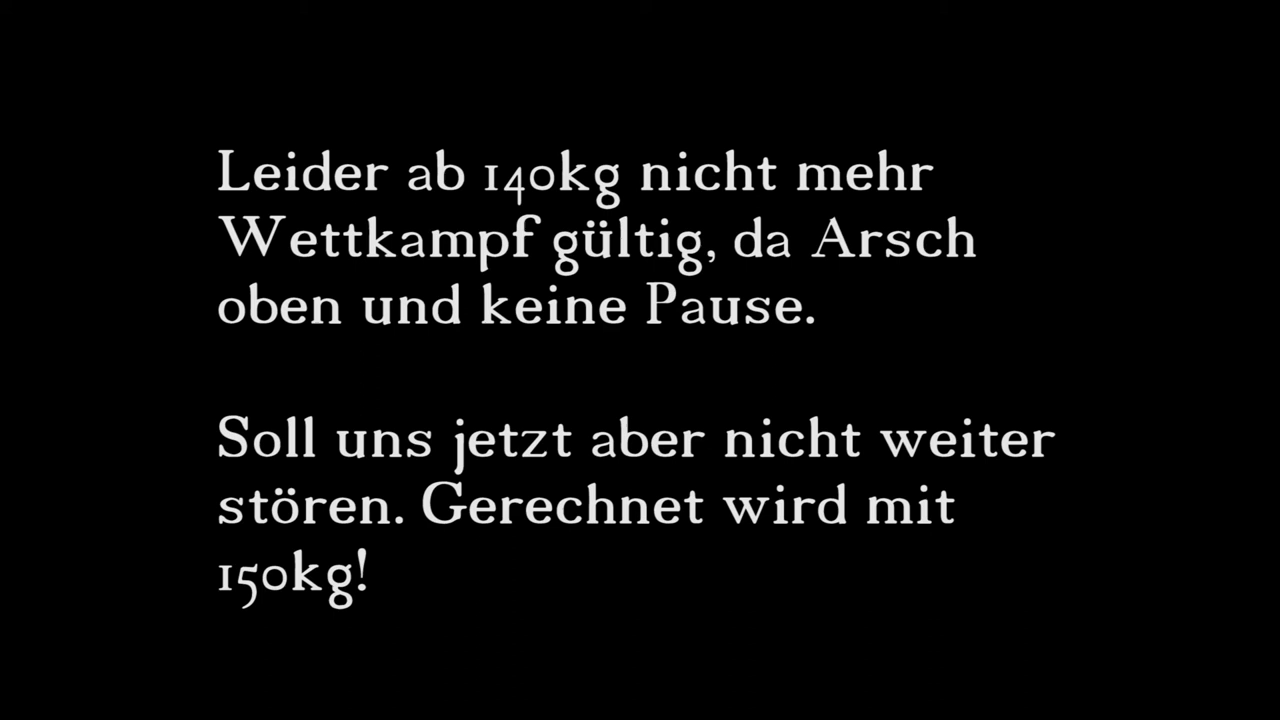 Leider ab 140kg nicht mehr
Wettkampf gültig, da Arsch
oben und keine Pause.
Soll uns jetzt aber nicht weiter
stören. Gerechnet wird mit
150kg!